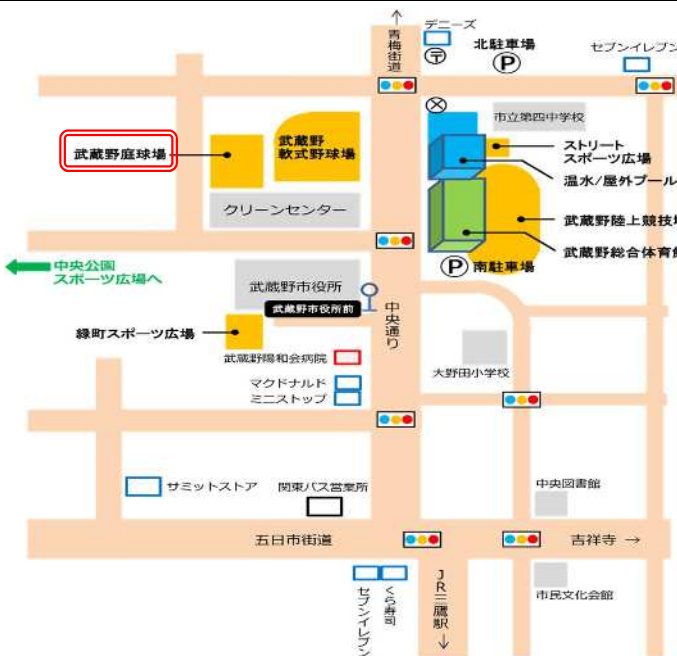 ↑
青梅街道
デニーズ
〒
北駐車場
P
セブンイレブン
市立第四中学校
武蔵野庭球場
武蔵野
軟式野球場
ストリート
スポーツ広場
温水/屋外プール
クリーンセンター
武蔵野陸上競技場
武蔵野総合体育館
P
南駐車場
中央公園
スポーツ広場へ
武蔵野市役所
武蔵野市役所前
中央通り
緑町スポーツ広場
武蔵野陽和会病院
大野田小学校
マクドナルド
ミニストップ
サミットストア
関東バス営業所
中央図書館
五日市街道
吉祥寺 →
セブンイレブン
くら寿司
JR三鷹駅
↓
市民文化会館